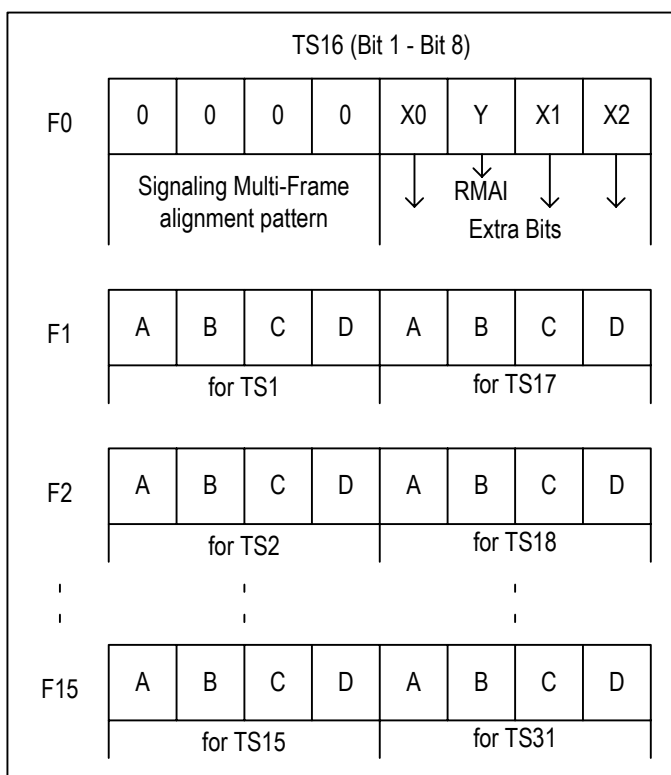 TS16 (Bit 1 - Bit 8)
F0 0 0 0 0 X0 Y X1 X2
Signaling Multi-Frame
alignment pattern
RMAI
Extra Bits
F1 A B C D A B C D
for TS1 for TS17
F2 A B C D A B C D
for TS2 for TS18
F15 A B C D A B C D
for TS15 for TS31